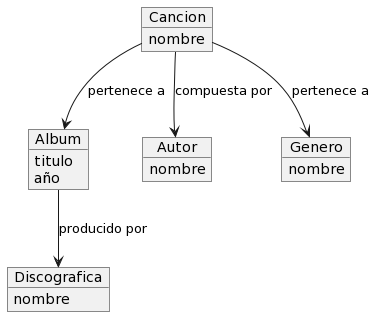 Cancion
nombre
pertenece a
compuesta por
pertenece a
Album
titulo
año
Autor
nombre
Genero
nombre
producido por
Discografica
nombre